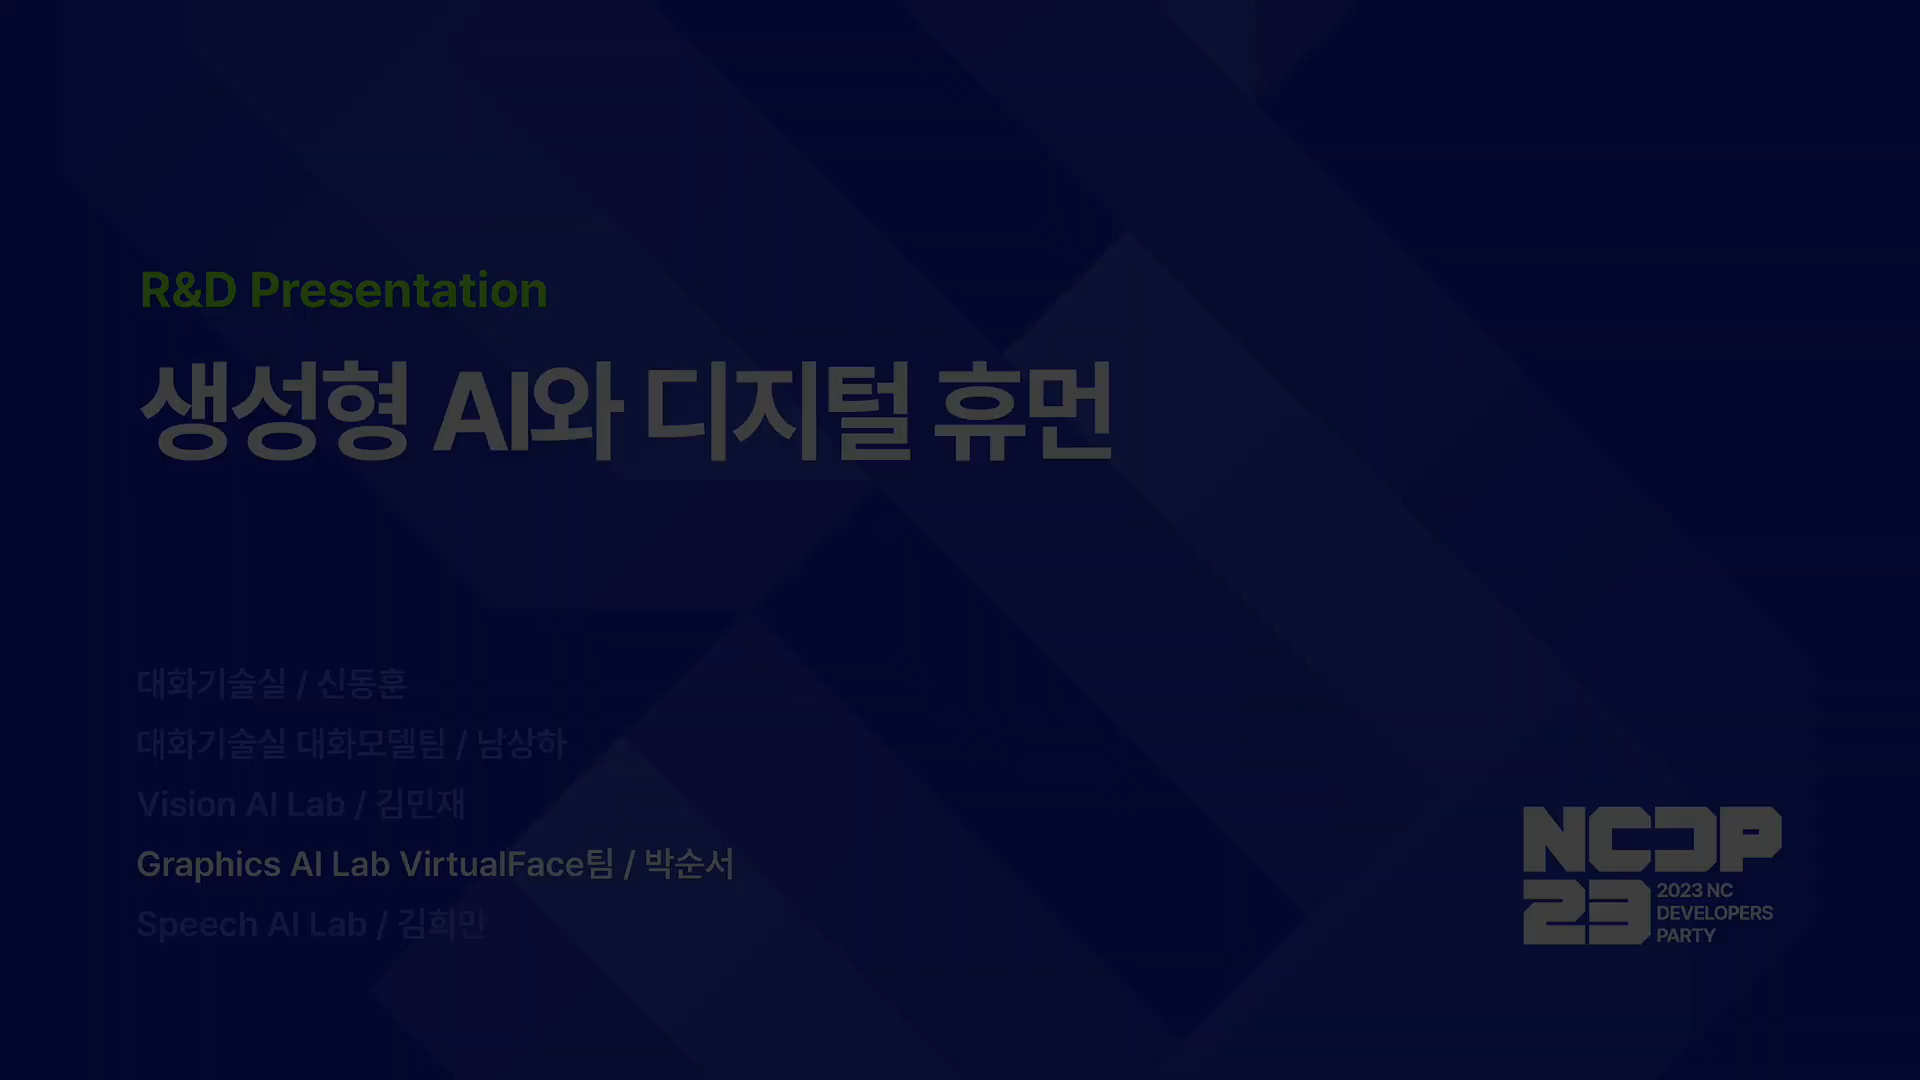 R&D Presentation
생성형 AI와 디지털 휴먼
대화기술실 / 신동훈
대화기술실 대화모델팀 / 남상하
Vision AI Lab / 김민재
Graphics AI Lab VirtualFace팀 / 박순서
Speech AI Lab / 김희만
NCDP
23
2023 NC
DEVELOPERS
PARTY